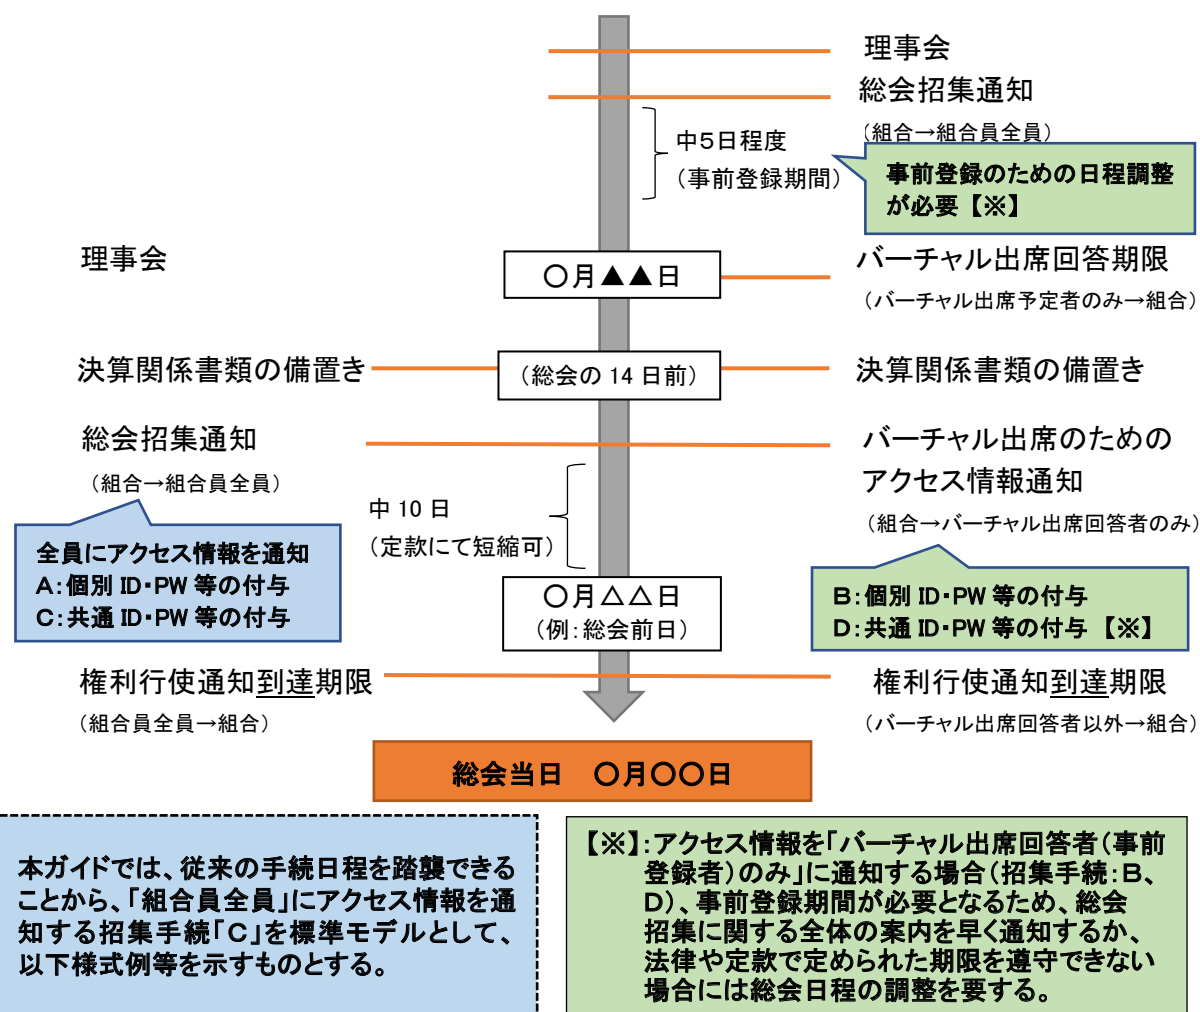 理事会
総会招集通知
(組合→組合員全員)
中5日程度
(事前登録期間)
事前登録のための日程調整
が必要【※】
理事会
〇月▲▲日
バーチャル出席回答期限
(バーチャル出席予定者のみ→組合)
決算関係書類の備置き
(総会の 14 日前)
決算関係書類の備置き
総会招集通知
(組合→組合員全員)
バーチャル出席のための
アクセス情報通知
(組合→バーチャル出席回答者のみ)
中 10 日
(定款にて短縮可)
全員にアクセス情報を通知
A:個別 ID・PW 等の付与
C:共通 ID・PW 等の付与
〇月△△日
(例:総会前日)
B:個別 ID・PW 等の付与
D:共通 ID・PW 等の付与 【※】
権利行使通知到達期限
(組合員全員→組合)
権利行使通知到達期限
(バーチャル出席回答者以外→組合)
総会当日 〇月〇〇日
本ガイドでは、従来の手続日程を踏襲できる
ことから、「組合員全員」にアクセス情報を通
知する招集手続「C」を標準モデルとして、
以下様式例等を示すものとする。
【※】:アクセス情報を「バーチャル出席回答者(事前
登録者)のみ」に通知する場合(招集手続:B、
D)、事前登録期間が必要となるため、総会
招集に関する全体の案内を早く通知するか、
法律や定款で定められた期限を遵守できない
場合には総会日程の調整を要する。